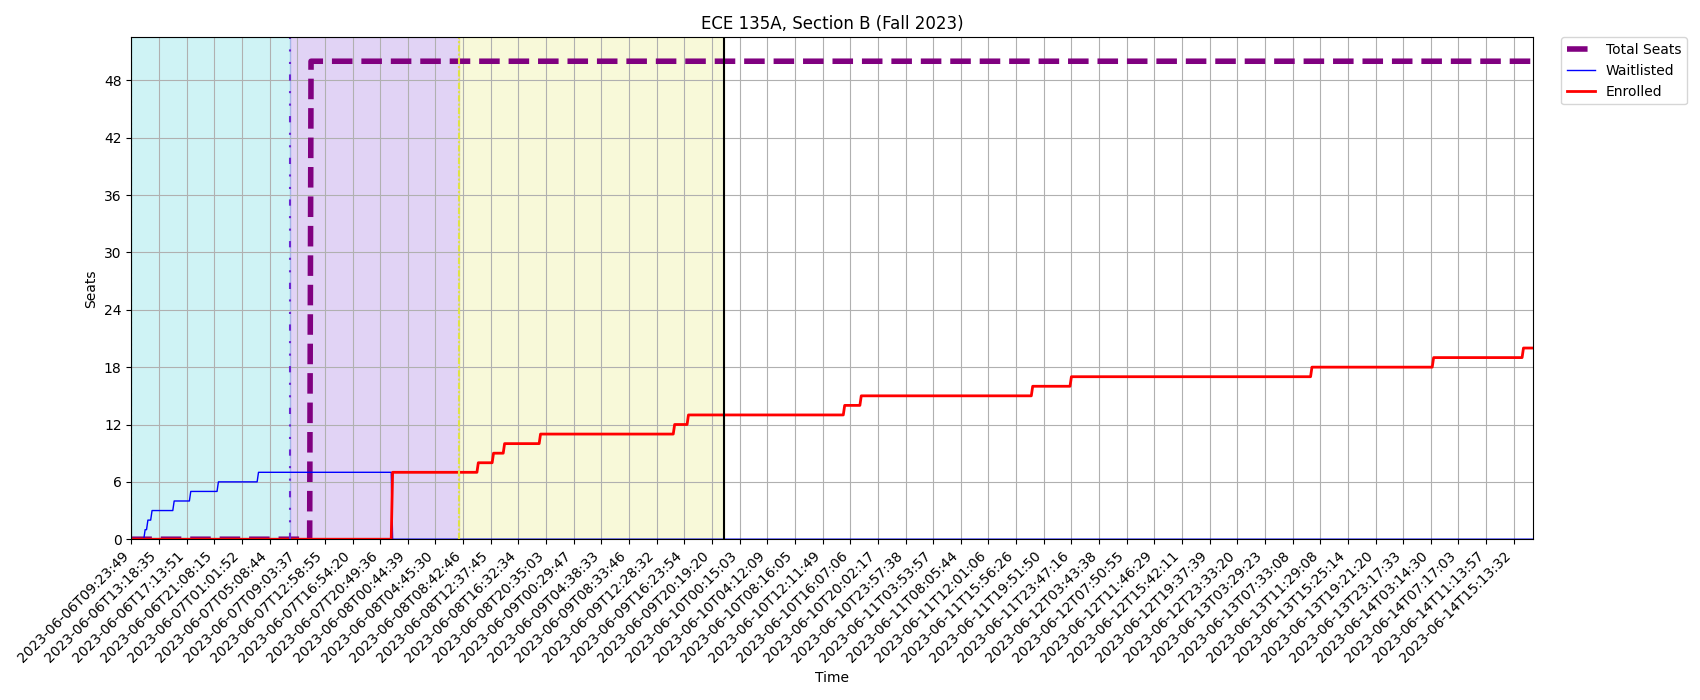 ECE 135A, Section B (Fall 2023)
Total Seats
Waitlisted
Enrolled
Seats
48
42
36
30
24
18
12
6
0
2023-06-06T09:23:49
2023-06-06T13:18:35
2023-06-06T17:13:51
2023-06-06T21:08:15
2023-06-07T01:01:52
2023-06-07T05:08:44
2023-06-07T09:03:37
2023-06-07T12:58:55
2023-06-07T16:54:20
2023-06-07T20:49:36
2023-06-08T00:44:39
2023-06-08T04:45:30
2023-06-08T08:42:46
2023-06-08T12:37:45
2023-06-08T16:32:34
2023-06-08T20:35:03
2023-06-09T00:29:47
2023-06-09T04:38:33
2023-06-09T08:33:46
2023-06-09T12:28:32
2023-06-09T16:23:54
2023-06-09T20:19:20
2023-06-10T00:15:03
2023-06-10T04:12:09
2023-06-10T08:16:05
2023-06-10T12:11:49
2023-06-10T16:07:06
2023-06-10T20:02:17
2023-06-10T23:57:38
2023-06-11T03:53:57
2023-06-11T08:05:44
2023-06-11T12:01:06
2023-06-11T15:56:26
2023-06-11T19:51:50
2023-06-11T23:47:16
2023-06-12T03:43:38
2023-06-12T07:50:55
2023-06-12T11:46:29
2023-06-12T15:42:11
2023-06-12T19:37:39
2023-06-12T23:33:20
2023-06-13T03:29:23
2023-06-13T07:33:08
2023-06-13T11:29:08
2023-06-13T15:25:14
2023-06-13T19:21:20
2023-06-13T23:17:33
2023-06-14T03:14:30
2023-06-14T07:17:03
2023-06-14T11:13:57
2023-06-14T15:13:32
Time